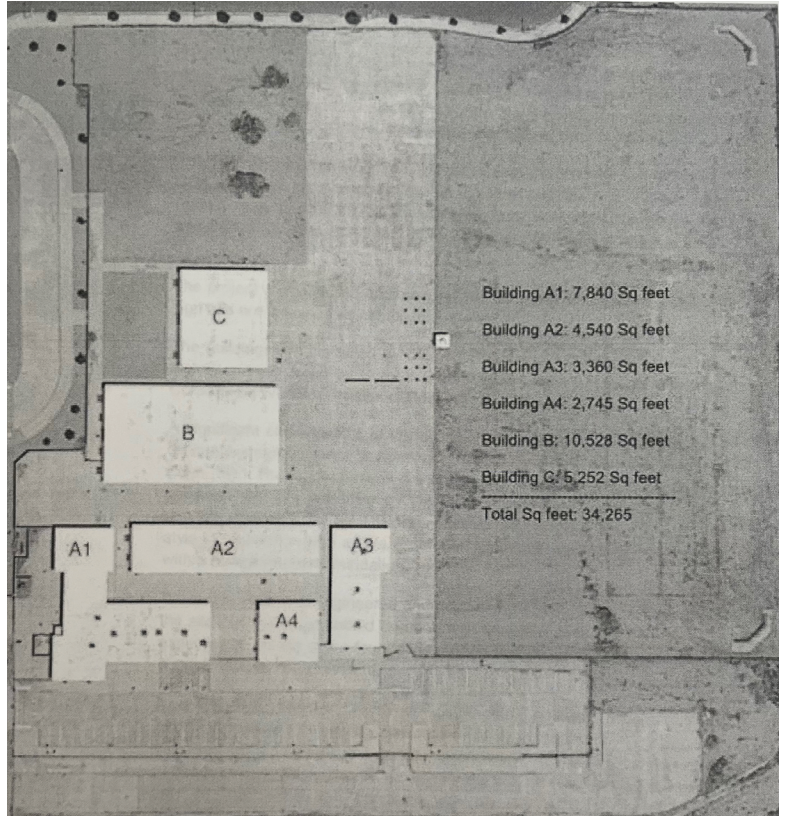 C
B
A1
A2
A3
A4
Building A1: 7,840 Sq feet
Building A2: 4,540 Sq feet
Building A3: 3,360 Sq feet
Building A4: 2,745 Sq feet
Building B: 10,528 Sq feet
Building C: 5,252 Sq feet
Total Sq feet: 34,265